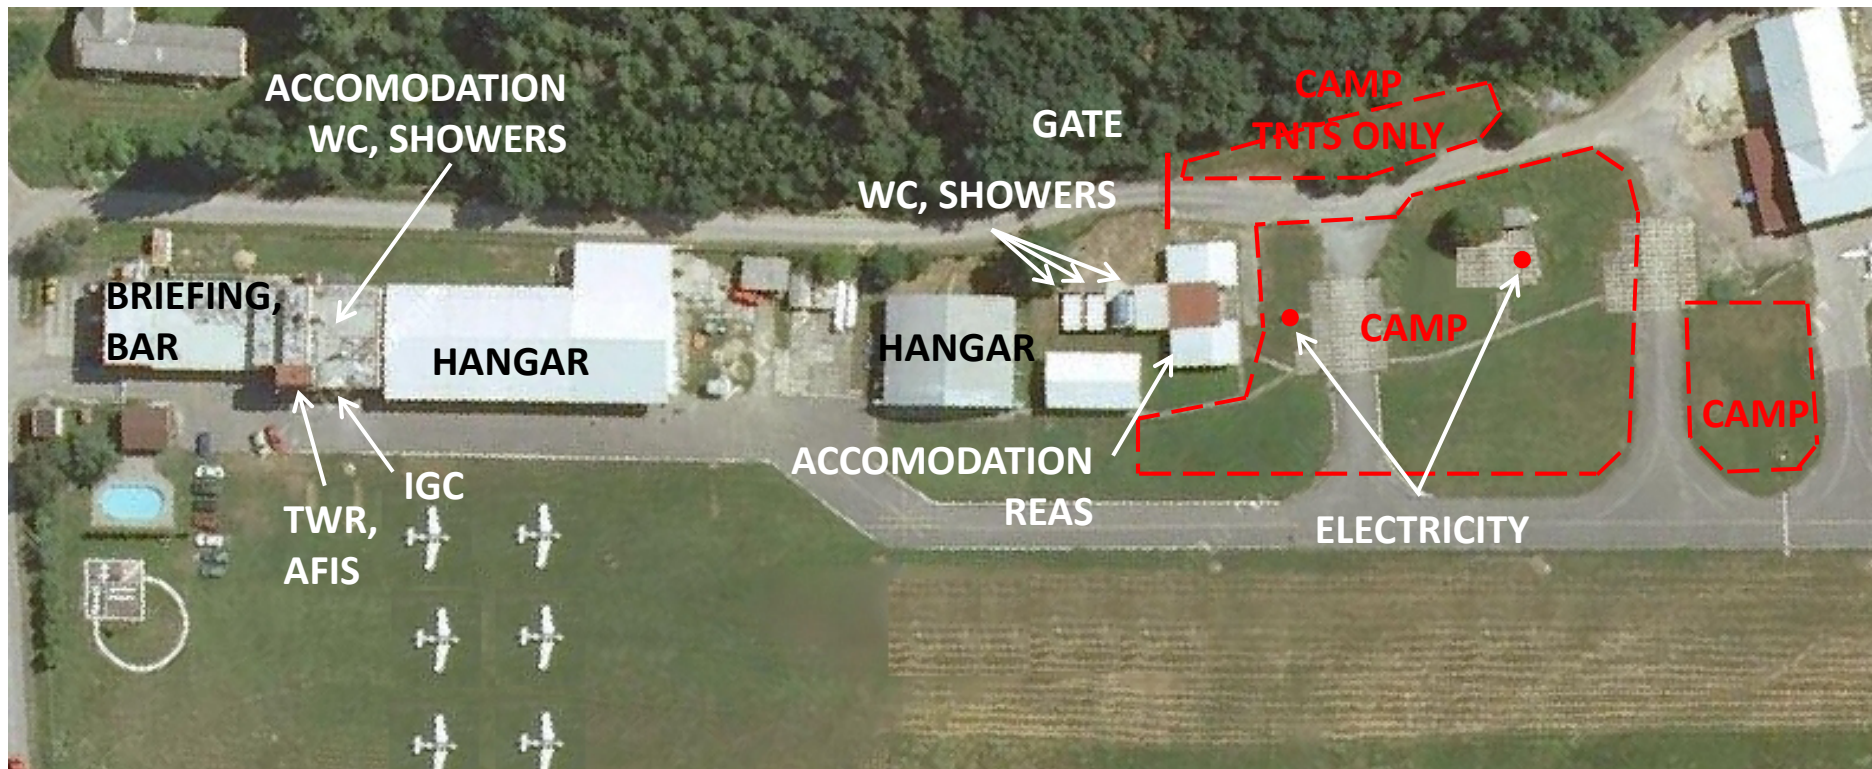 ACCOMODATION
WC, SHOWERS
GATE
CAMP
TNTS ONLY
WC, SHOWERS
BRIEFING,
BAR
HANGAR
HANGAR
CAMP
CAMP
ACCOMODATION
REAS
IGC
TWR,
AFIS
ELECTRICITY